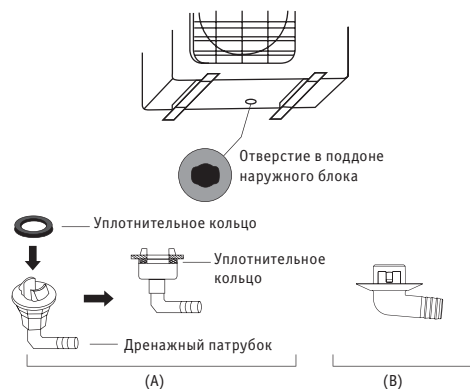 Отверстие в поддоне
наружного блока
Уплотнительное кольцо
Уплотнительное
кольцо
Дренажный патрубок
(A)
(B)